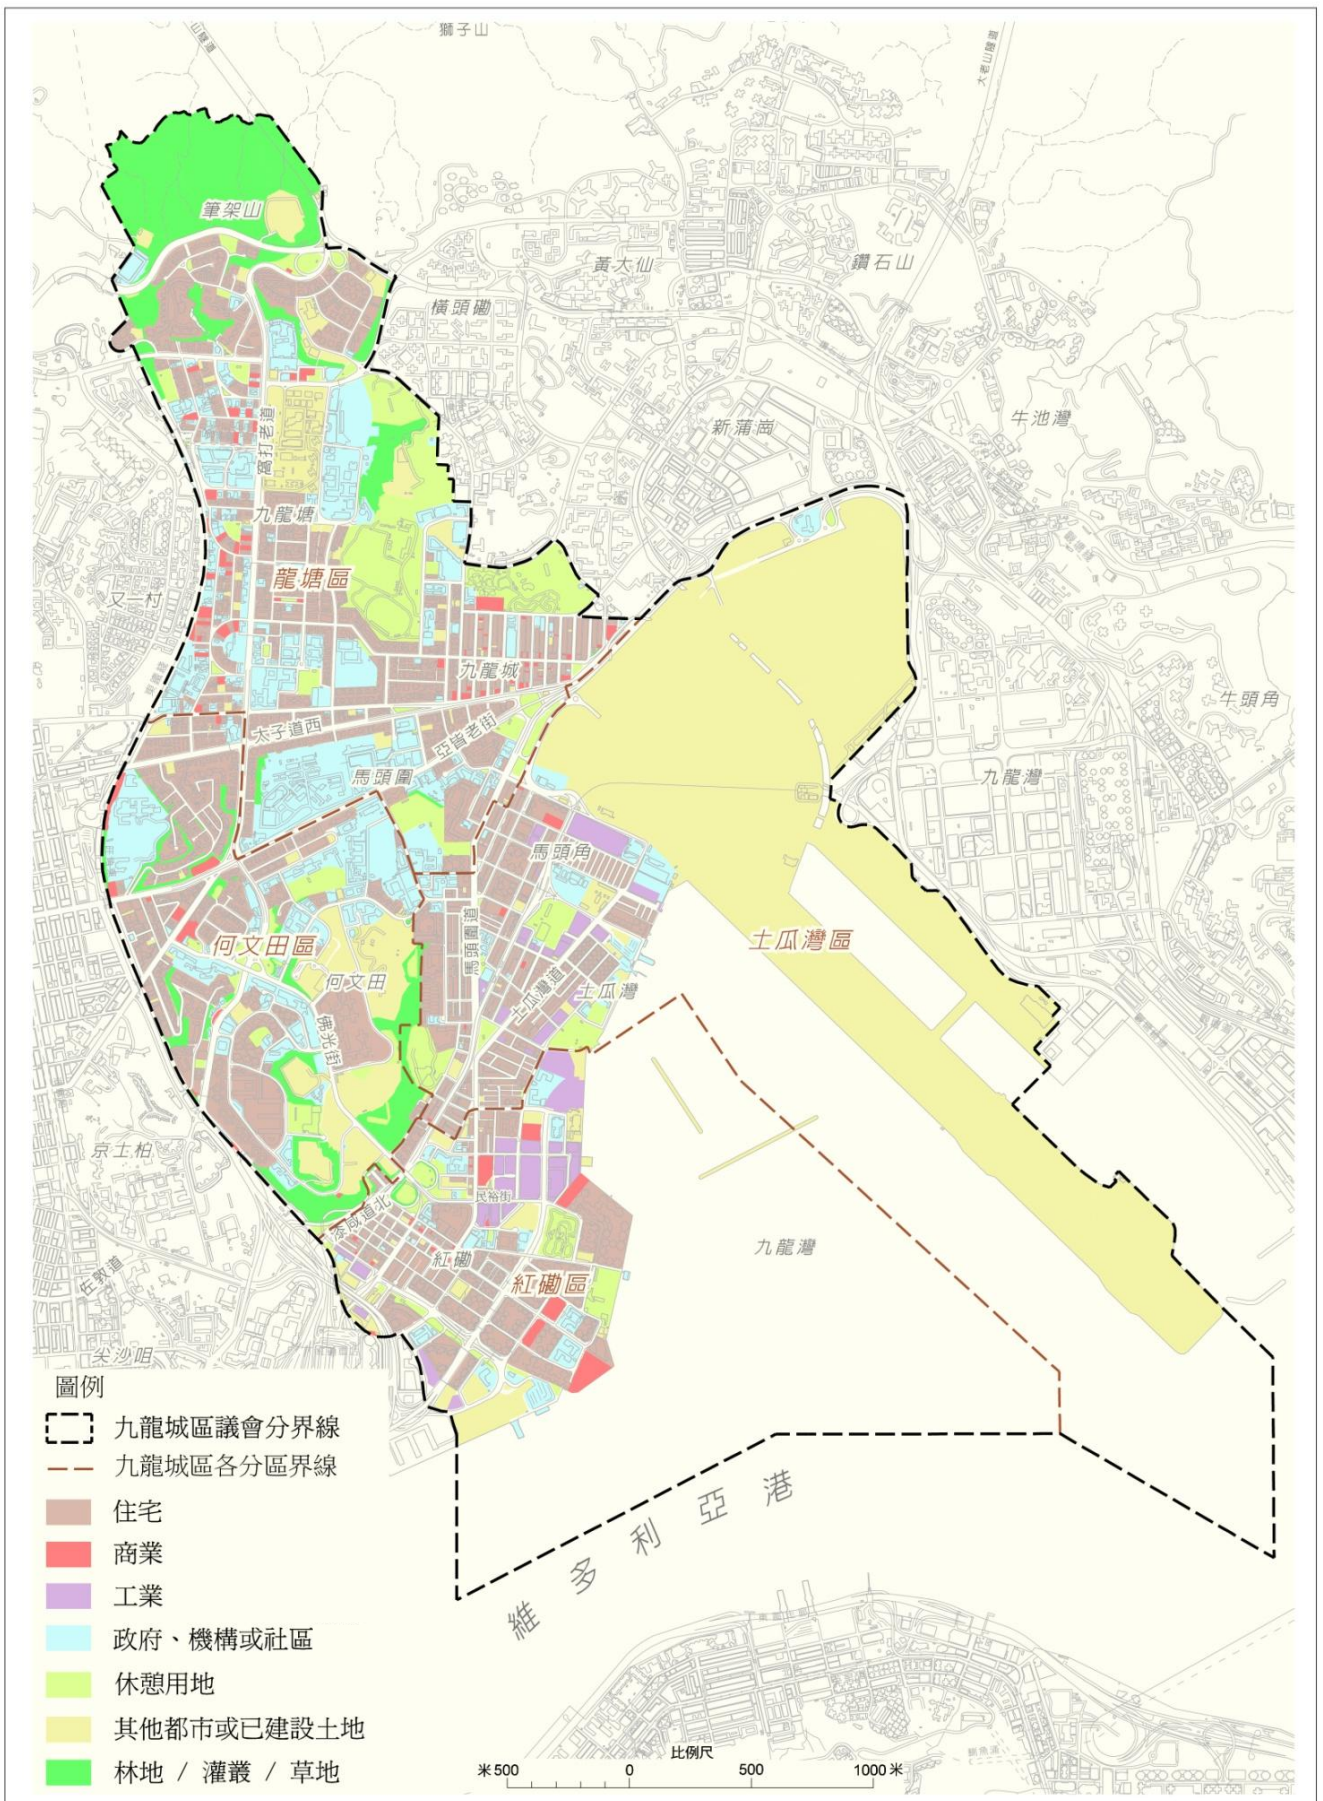 獅子山
大老山隧道
山隧道
筆架山
黃大仙
鑽石山
橫頭磡
新蒲崗
牛池灣
窩打老道
九龍塘
龍塘區
又一村
九龍城
太子道西
亞皆老街
牛頭角
馬頭圍
九龍灣
馬頭角
馬頭圍道
土瓜灣區
何文田區
何文田
土瓜灣道
土瓜灣
佛光街
京士柏
民裕街
漆咸道北
紅磡
紅磡區
九龍灣
佐敦道
尖沙咀
維多利亞港
圖例
九龍城區議會分界線
九龍城區各分區界線
住宅
商業
工業
政府、機構或社區
休憩用地
其他都市或已建設土地
林地 / 灌叢 / 草地
比例尺
米500 0 500 1000米